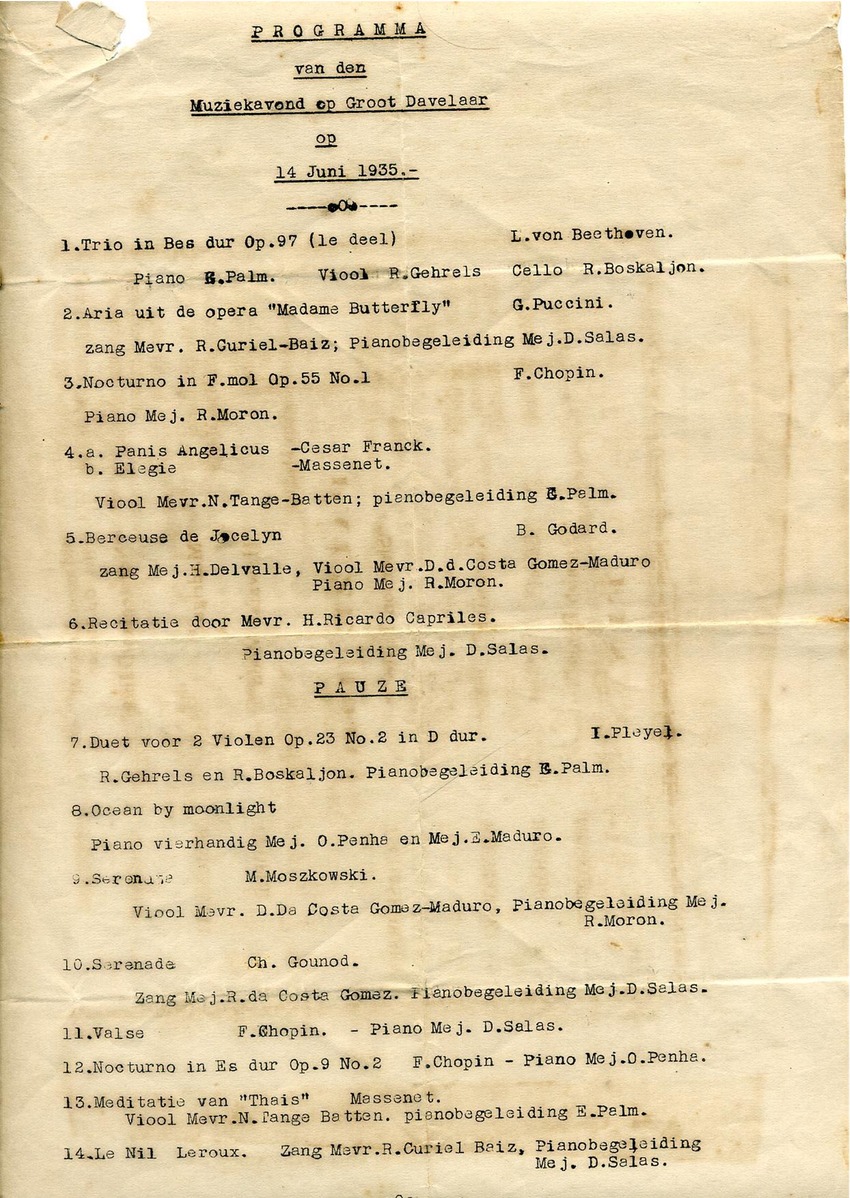 PROGRAMMA
van den
Muziekavond op Groot Davelaar
op
14 Juni 1935.-
1.Trio in Bes dur Op.97 (1e deel) L.von Beethoven.
Piano E.Palm. Viool R.Gehrels Cello R.Boskaljon.
2.Aria uit de opera "Madame Butterfly" G.Puccini.
zang Mevr. R.Curiel-Baiz; Pianobegeleiding Mej.D.Salas.
3.Nocturno in F.mol Op.55 No.1 F.Chopin.
Piano Mej. R.Moron.
4.a. Panis Angelicus -Cesar Franck.
b. Elegie -Massenet.
Viool Mevr.N.Tange-Batten; pianobegeleiding E.Palm.
5.Berceuse de Jocelyn B. Godard.
zang Mej.H.Delvalle, Viool Mevr.D.d.Costa Gomez-Maduro
Piano Mej. R.Moron.
6.Recitatie door Mevr. H.Ricardo Capriles.
Pianobegeleiding Mej. D.Salas.
PAUZE
7.Duet voor 2 Violen Op.23 No.2 in D dur. I.Pleyel.
R.Gehrels en R.Boskaljon. Pianobegeleiding E.Palm.
8.Ocean by moonlight
Piano vierhandig Mej. O.Penha en Mej.E.Maduro.
9.Serenade M.Moszkowski.
Viool Mevr. D.Da Costa Gomez-Maduro, Pianobegeleiding Mej.
R.Moron.
10.Serenade Ch. Gounod.
Zang Mej.R.da Costa Gomez. Pianobegeleiding Mej.D.Salas.
11.Valse F.Chopin. - Piano Mej. D.Salas.
12.Nocturno in Es dur Op.9 No.2 F.Chopin - Piano Mej.O.Penha.
13.Meditatie van "Thais" Massenet.
Viool Mevr.N.Tange Batten. pianobegeleiding E.Palm.
14.Le Nil Leroux. Zang Mevr.R.Curiel Baiz, Pianobegeleiding
Mej. D.Salas.